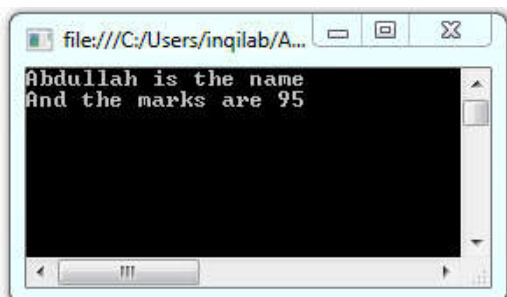 file:///C:/Users/inqilab/A...
Abdullah is the name
And the marks are 95